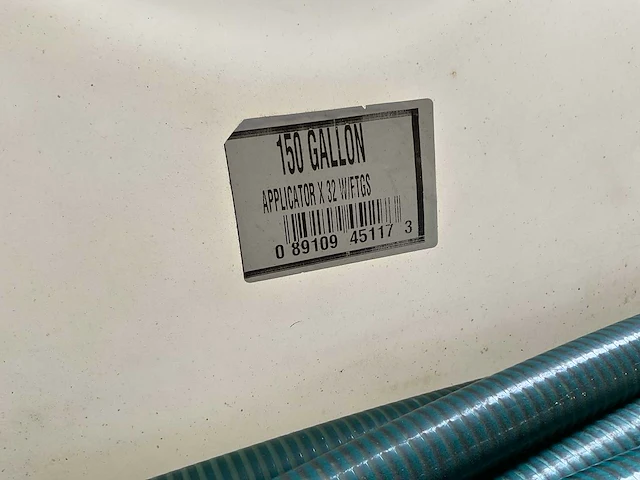 150 GALLON
APPLICATOR X 32 W/FTGS
0 89109 45117 3